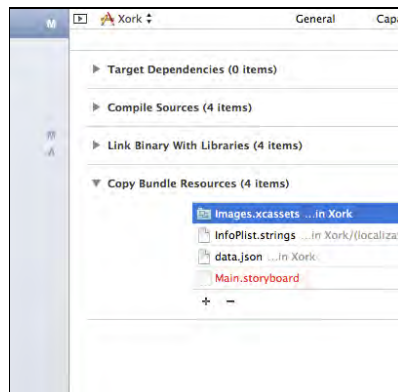 M Xork General Capa
Target Dependencies (0 items)
Compile Sources (4 items)
M
A
Link Binary With Libraries (4 items)
Copy Bundle Resources (4 items)
Images.xcassets ...in Xork
InfoPlist.strings ...in Xork/(localiza
data.json ...in Xork
Main.storyboard
+ −